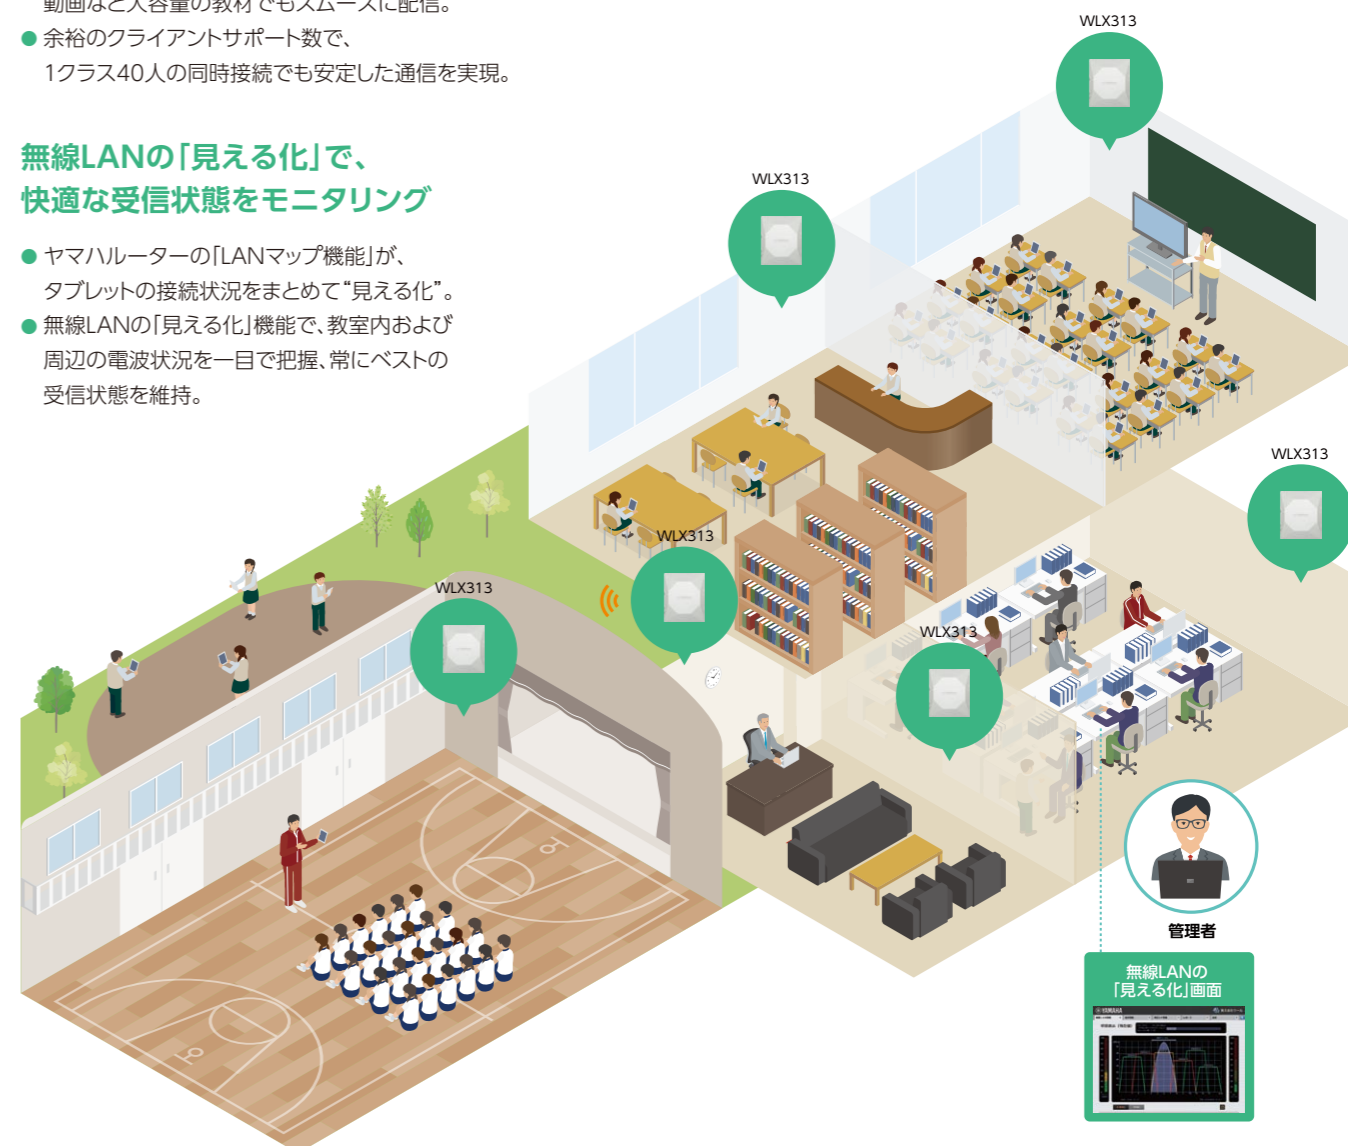 動画など大容量の教材でもスムーズに配信。
● 余裕のクライアントサポート数で、
1クラス40人の同時接続でも安定した通信を実現。
無線LANの「見える化」で、
快適な受信状態をモニタリング
● ヤマハルーターの「LANマップ機能」が、
タブレットの接続状況をまとめて“見える化”。
● 無線LANの「見える化」機能で、教室内および
周辺の電波状況を一目で把握、常にベストの
受信状態を維持。
WLX313
WLX313
WLX313
WLX313
WLX313
WLX313
管理者
無線LANの
「見える化」画面
YAMAHA